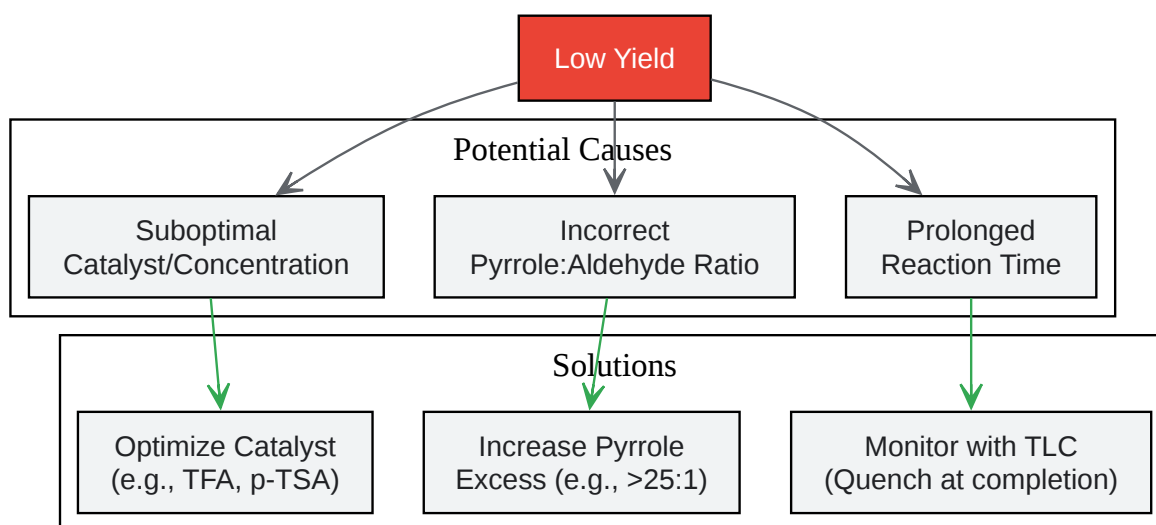 Low Yield
Potential Causes
Suboptimal
Catalyst/Concentration
Incorrect
Pyrrole:Aldehyde Ratio
Prolonged
Reaction Time
Solutions
Optimize Catalyst
(e.g., TFA, p-TSA)
Increase Pyrrole
Excess (e.g., >25:1)
Monitor with TLC
(Quench at completion)